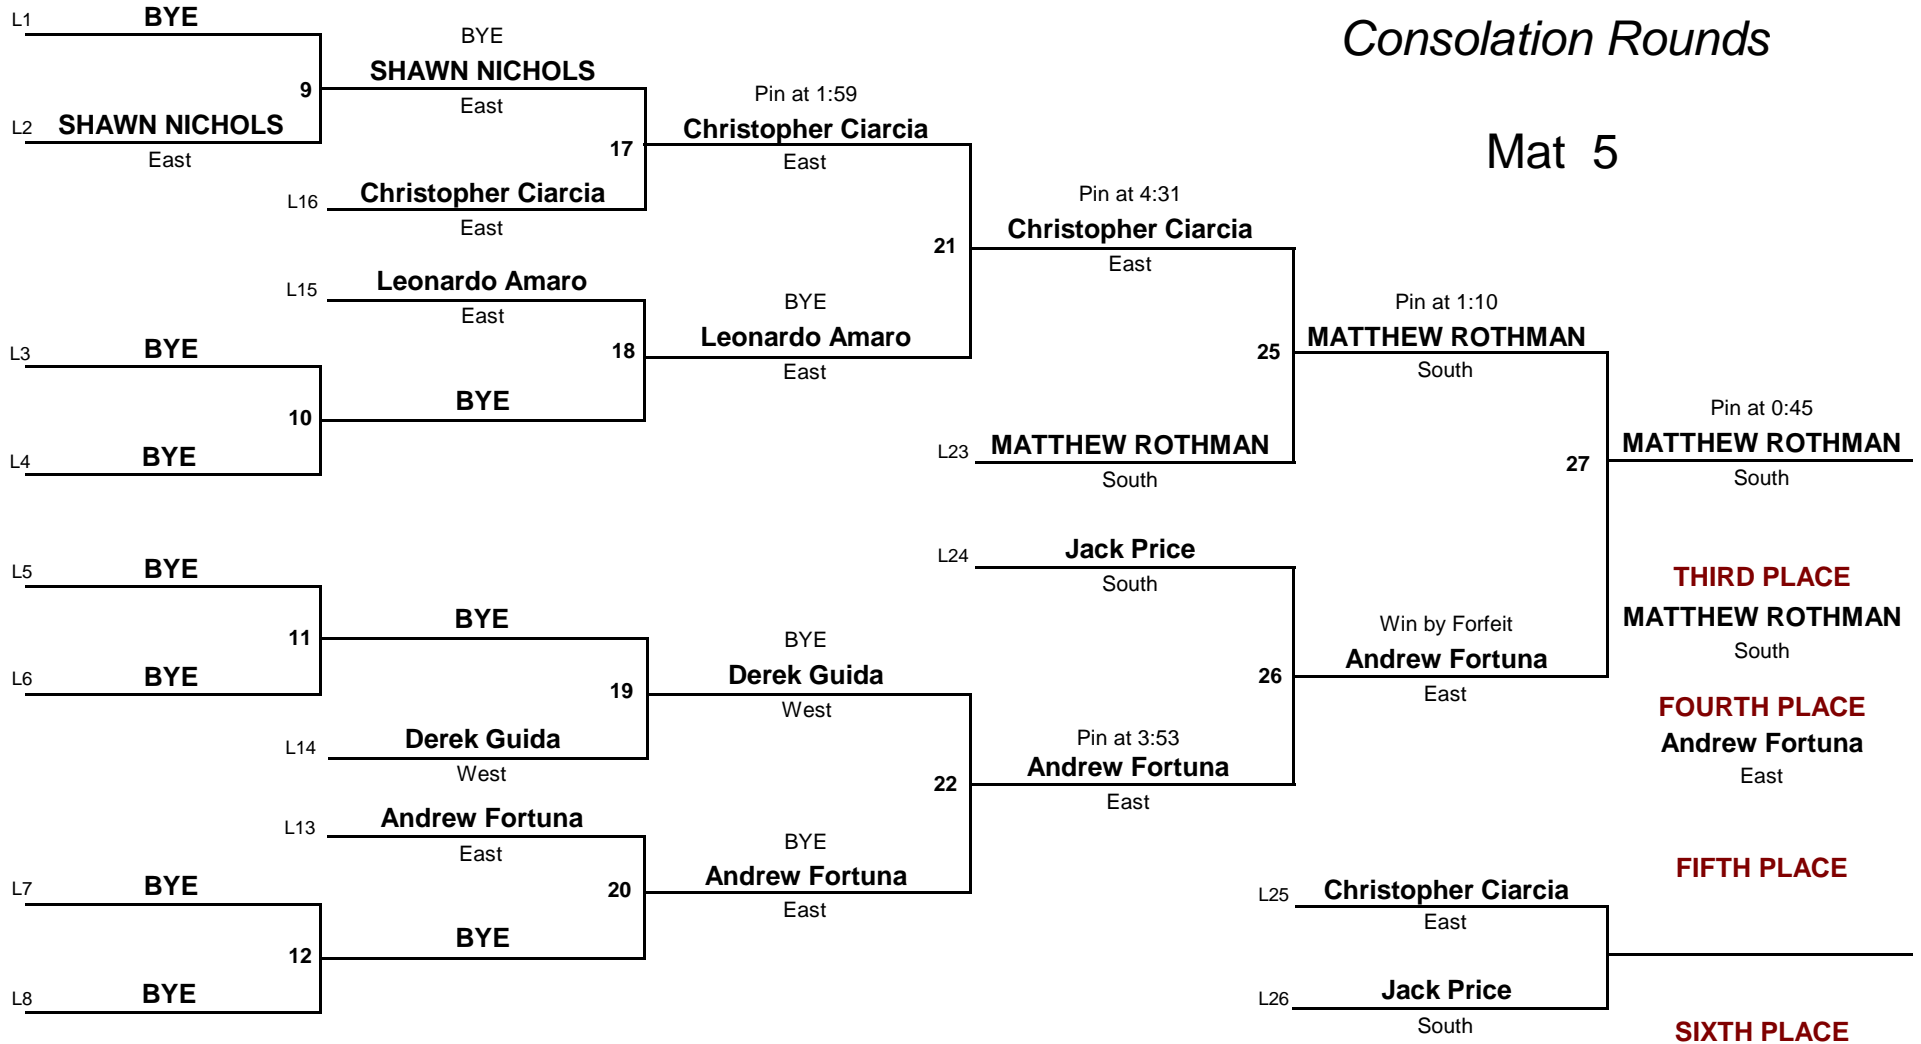 Consolation Rounds
Mat 5
L1 BYE
9
L2 SHAWN NICHOLS
East
BYE
SHAWN NICHOLS
East
17
L16 Christopher Ciarcia
East
Pin at 1:59
Christopher Ciarcia
East
L15 Leonardo Amaro
East
18
L3 BYE
10
L4 BYE
BYE
BYE
Leonardo Amaro
East
21
Pin at 4:31
Christopher Ciarcia
East
25
L23 MATTHEW ROTHMAN
South
Pin at 1:10
MATTHEW ROTHMAN
South
27
Pin at 0:45
MATTHEW ROTHMAN
South
L5 BYE
11
L6 BYE
BYE
19
L14 Derek Guida
West
BYE
Derek Guida
West
22
L13 Andrew Fortuna
East
20
L7 BYE
12
L8 BYE
BYE
BYE
Andrew Fortuna
East
L24 Jack Price
South
26
Pin at 3:53
Andrew Fortuna
East
Win by Forfeit
Andrew Fortuna
East
THIRD PLACE
MATTHEW ROTHMAN
South
FOURTH PLACE
Andrew Fortuna
East
FIFTH PLACE
L25 Christopher Ciarcia
East
L26 Jack Price
South
SIXTH PLACE